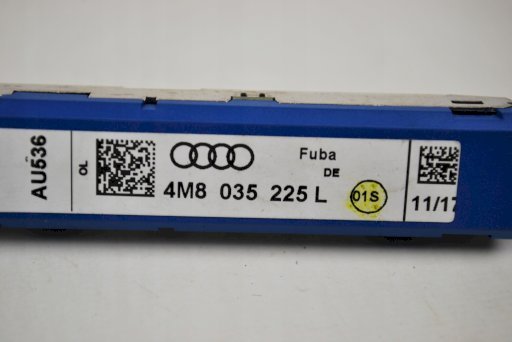 AU536
OL
Fuba
DE
4M8 035 225 L
01S
11/17